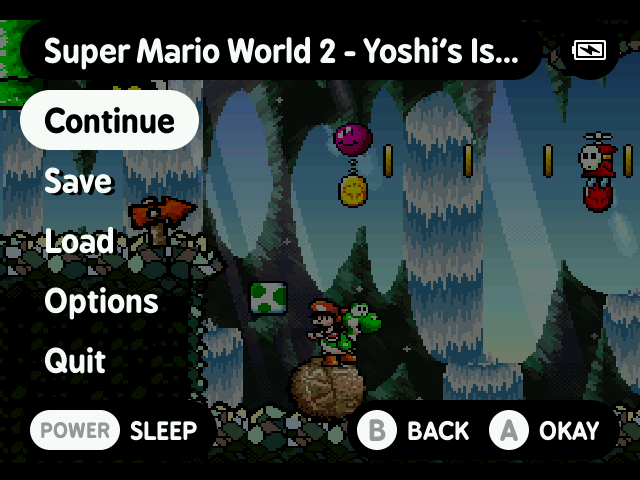 Super Mario World 2 - Yoshi's Is...
Continue
Save
Load
Options
Quit
POWER SLEEP
B BACK A OKAY